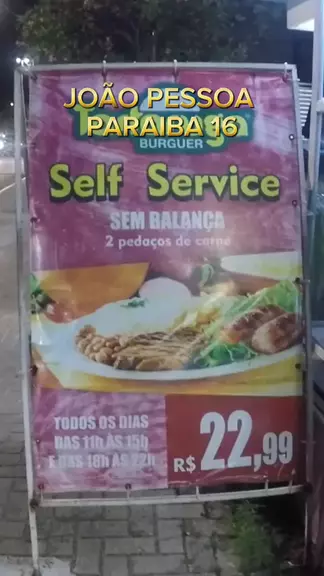 JOÃO PESSOA
PARAIBA 16
BURGUER
Self Service
SEM BALANÇA
2 pedaços de carne
TODOS OS DIAS
DAS 11h ÀS 15h
E DAS 18h ÀS 22h
R$ 22,99